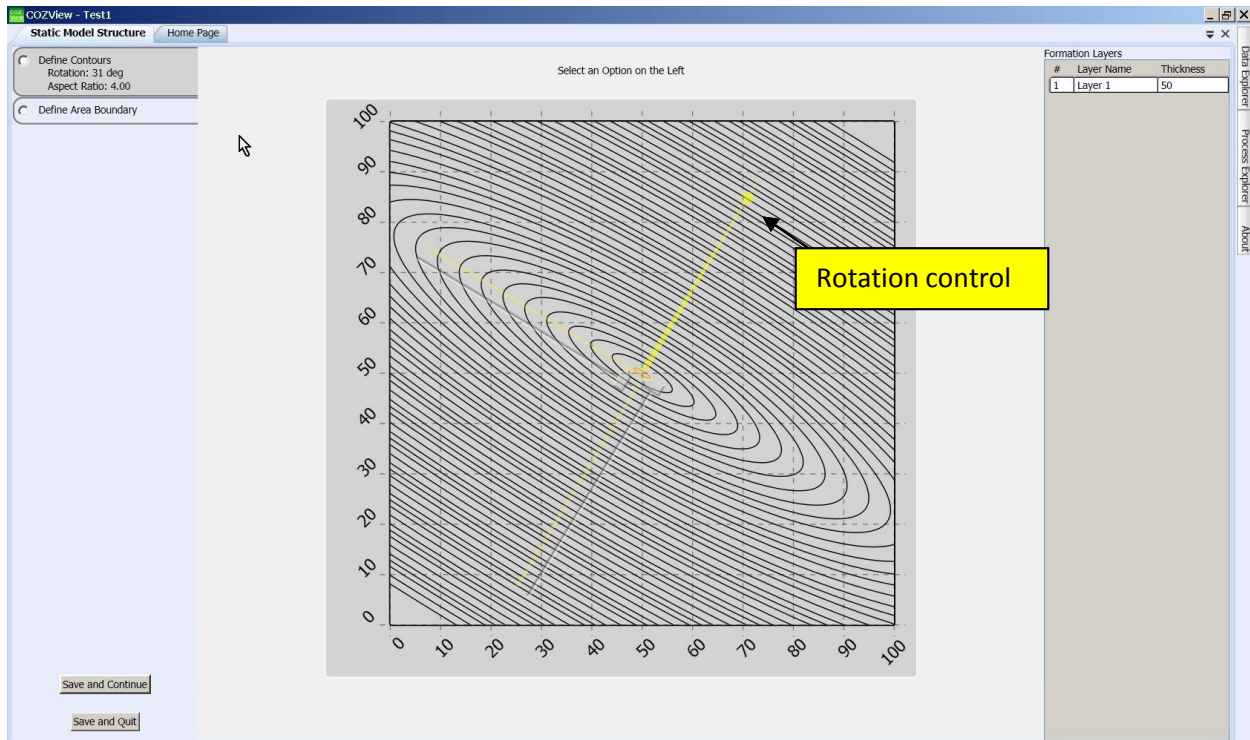 COZ View
COZView - Test1
Static Model Structure
Home Page
Define Contours
Rotation: 31 deg
Aspect Ratio: 4.00
Define Area Boundary
Select an Option on the Left
100
90
80
70
60
50
40
30
20
10
0
0 10 20 30 40 50 60 70 80 90 100
Rotation control
Formation Layers
# Layer Name Thickness
1 Layer 1 50
Data Explorer
Process Explorer
About
Save and Continue
Save and Quit